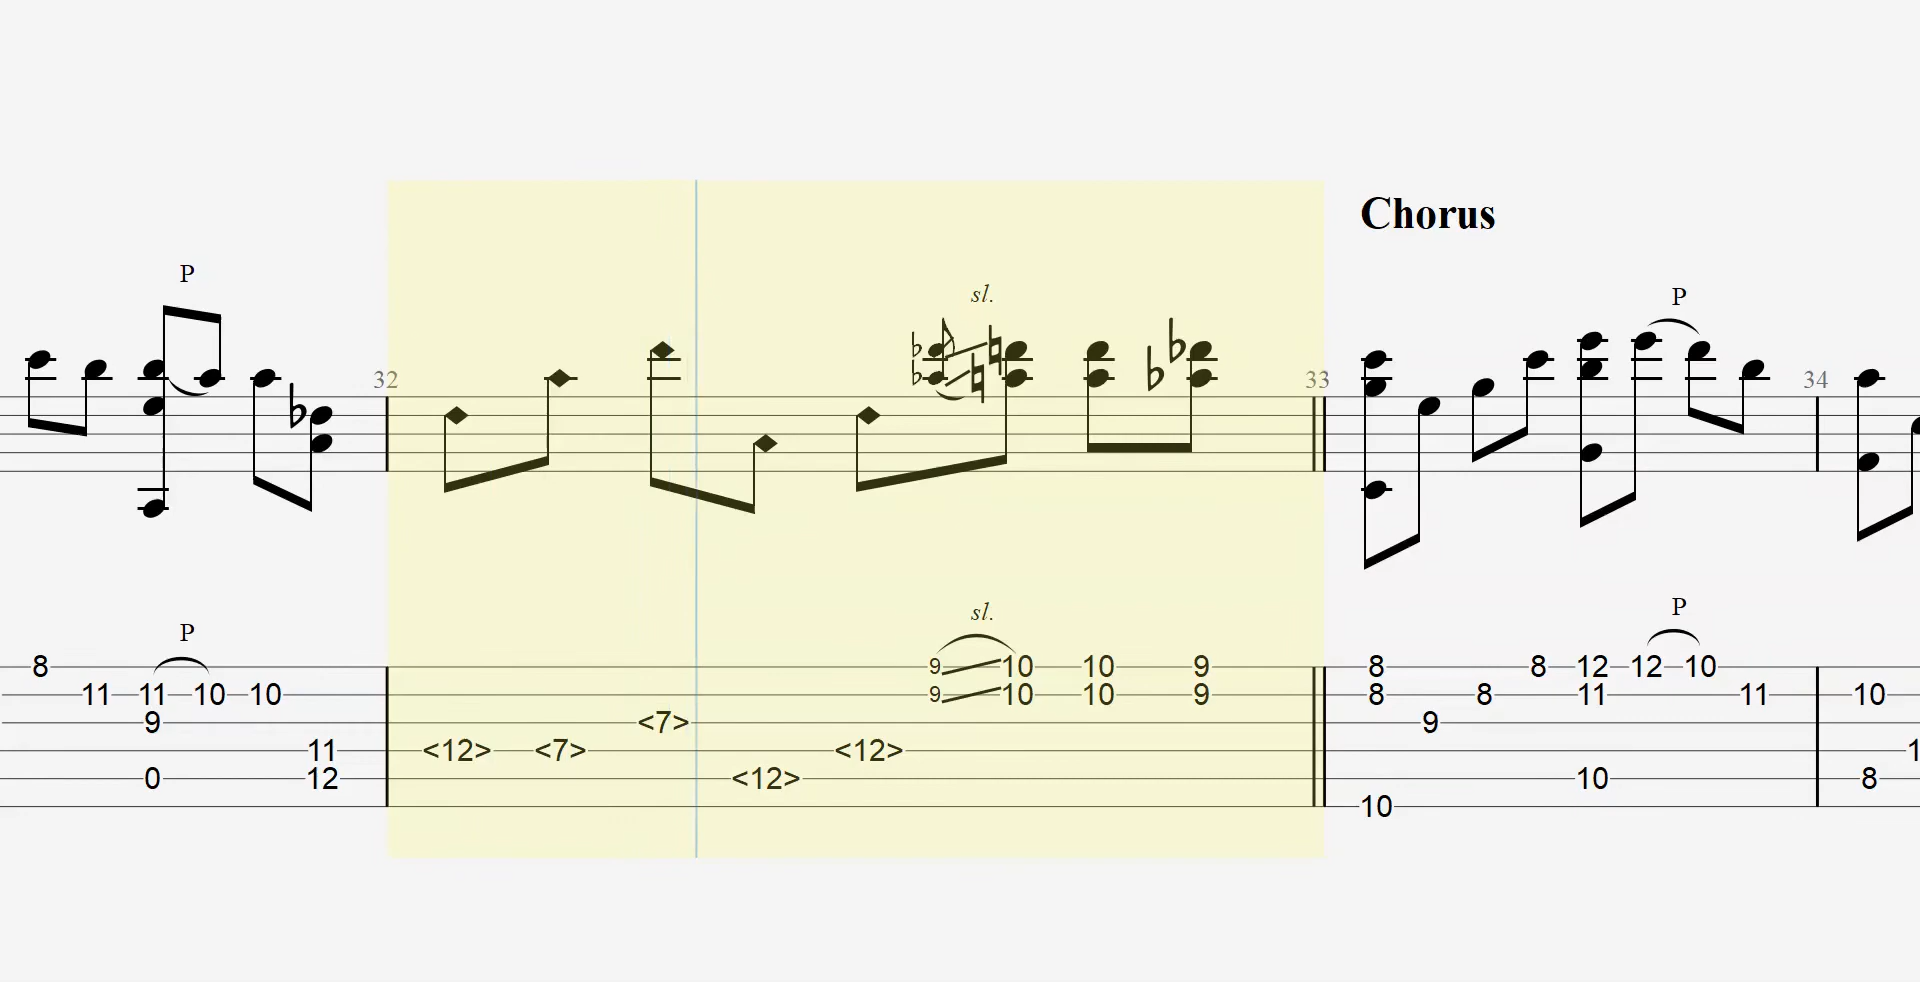 Chorus
P
sl.
P
32
33
34
P
sl.
P
8 9 10 10 10 9 8 8 12 12 10
11 11 10 10 9 10 10 9 8 8 11 11 10
9 <7> 9
11 <12> <7> <12>
0 12 <12> 10 8
10